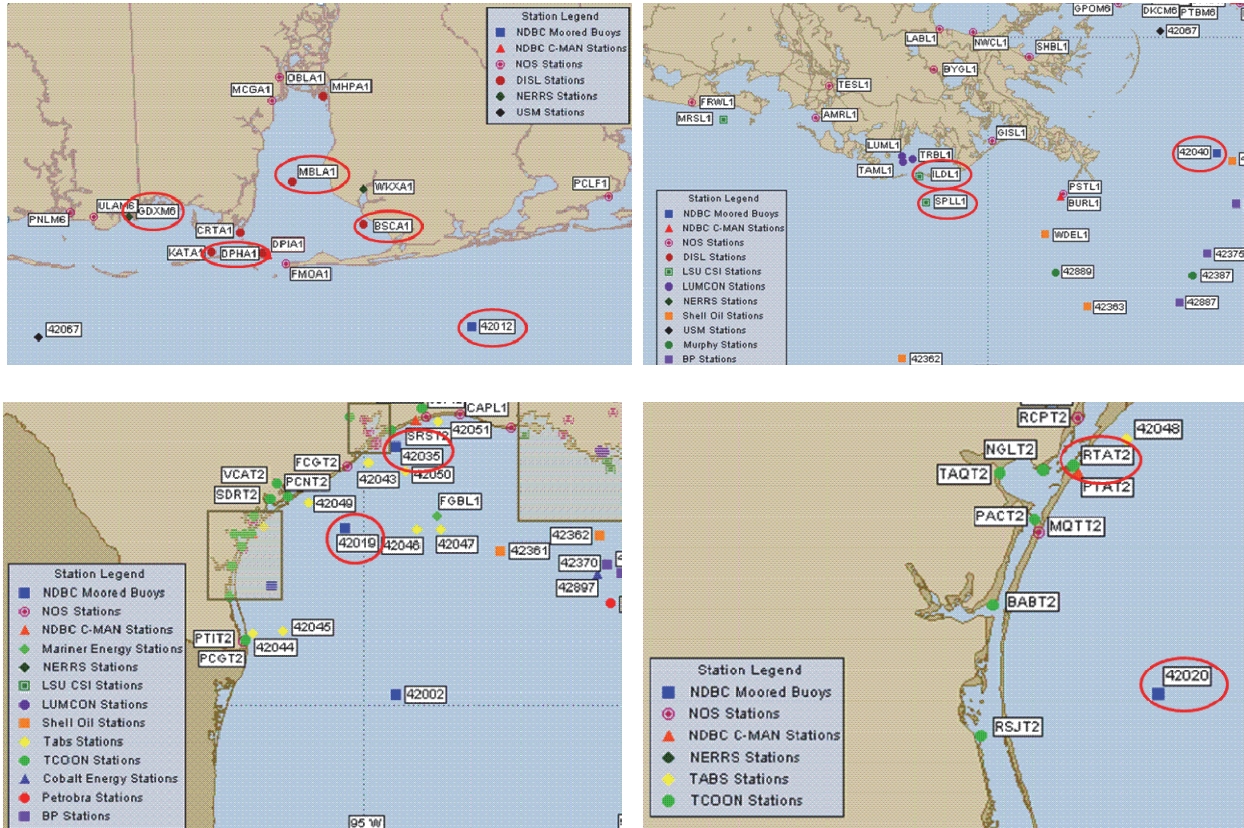 Station Legend
NDBC Moored Buoys
NDBC C-MAN Stations
NOS Stations
DISL Stations
NERRS Stations
USM Stations
OBLA1
MCGA1
MHPA1
MBLA1
WKXA1
PCLF1
ULAM6
GDXM6
PNLM6
BSCA1
CRTA1
KATA1
DPHA1
DPIA1
FMOA1
42012
42067
GPOM6
DKCM6
PTBM6
42067
LABL1
NWCL1
SHBL1
BYGL1
TESL1
FRWL1
MRSL1
AMRL1
GISL1
LUML1
TRBL1
42040
TAML1
ILDL1
SPLL1
PSTL1
BURL1
WDEL1
42375
42889
42387
42887
42363
42362
Station Legend
NDBC Moored Buoys
NDBC C-MAN Stations
NOS Stations
DISL Stations
LSU CSI Stations
LUMCON Stations
NERRS Stations
Shell Oil Stations
USM Stations
Murphy Stations
BP Stations
CAPL1
SRST2
42051
42035
FCGT2
42043
42050
VCAT2
PCNT2
SDRT2
42049
FGBL1
42019
42046
42047
42362
42361
42370
42897
42045
PTIT2
42044
PCGT2
42002
95 W
Station Legend
NDBC Moored Buoys
NOS Stations
NDBC C-MAN Stations
Mariner Energy Stations
NERRS Stations
LSU CSI Stations
LUMCON Stations
Shell Oil Stations
Tabs Stations
TCOON Stations
Cobalt Energy Stations
Petrobra Stations
BP Stations
RCPT2
42048
NGLT2
RTAT2
TAQT2
PTAT2
PACT2
MQTT2
BABT2
42020
RSJT2
Station Legend
NDBC Moored Buoys
NOS Stations
NDBC C-MAN Stations
NERRS Stations
TABS Stations
TCOON Stations